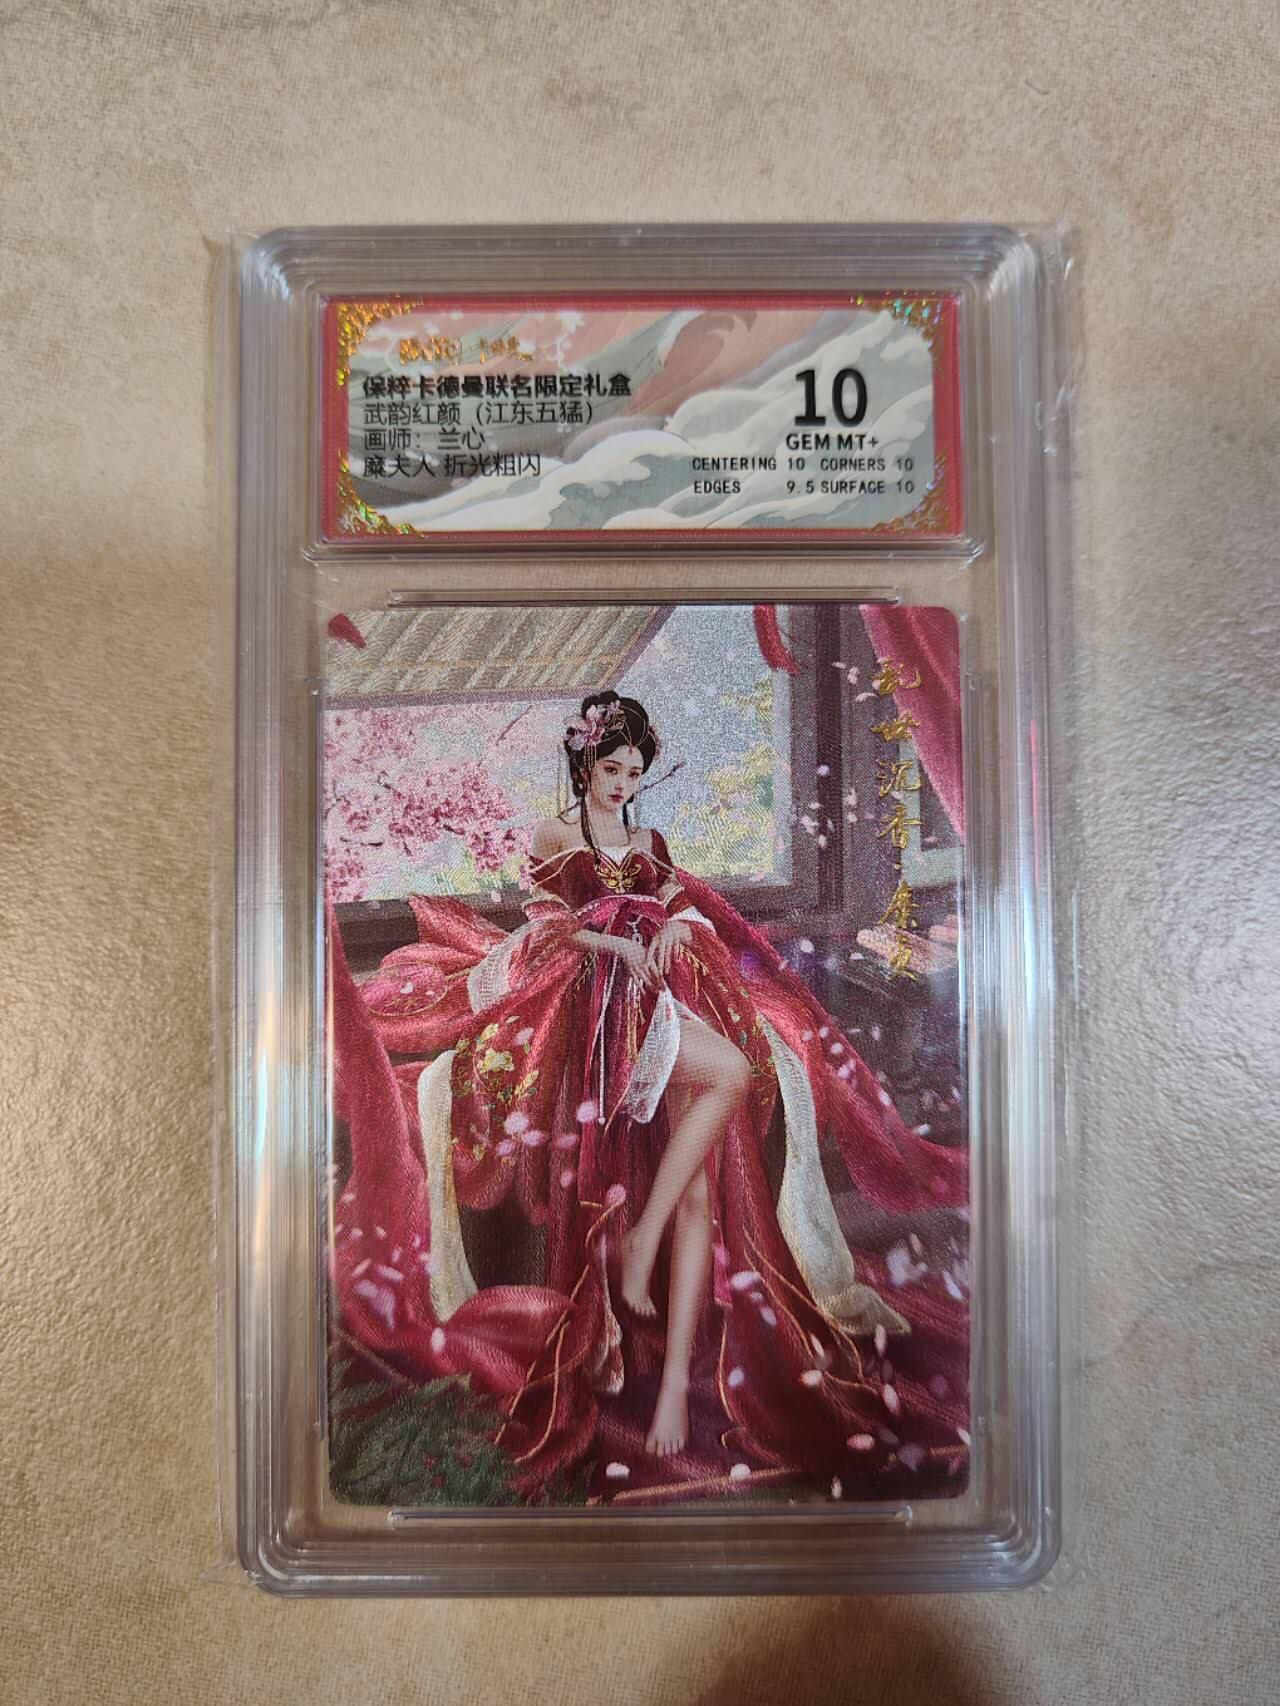 保粹卡德曼联名限定礼盒
武韵红颜（江东五猛）
画师：兰心
糜夫人 折光粗闪
10
GEM MT+
CENTERING 10 CORNERS 10
EDGES 9.5 SURFACE 10
乱世沉香·糜贞